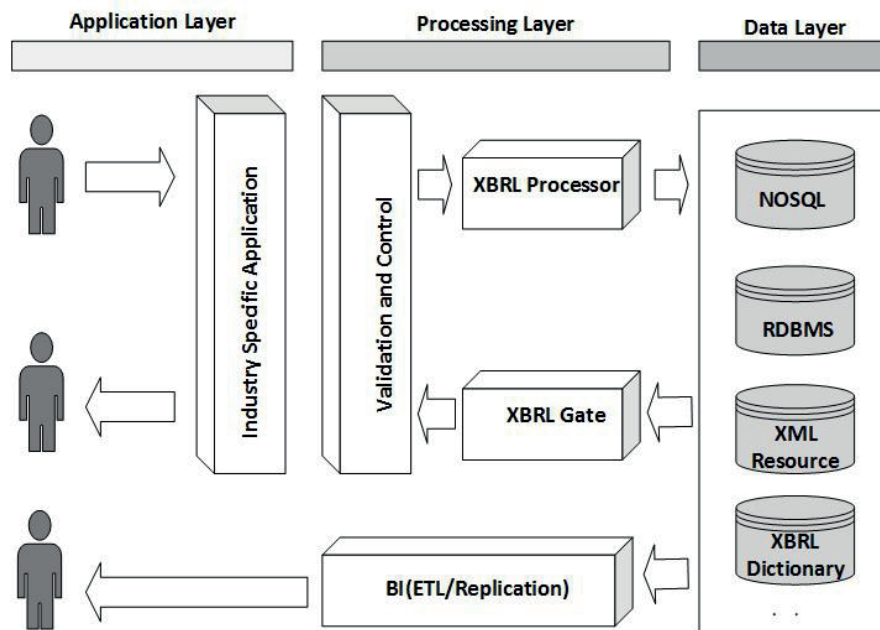 Application Layer
Processing Layer
Data Layer
Industry Specific Application
Validation and Control
XBRL Processor
NOSQL
RDBMS
XBRL Gate
XML
Resource
XBRL
Dictionary
BI(ETL/Replication)
. .